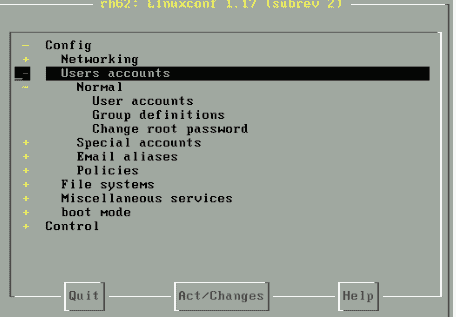 rh62: Linuxconf 1.17 (subrev 2)
- Config
+ Networking
- Users accounts
- Normal
User accounts
Group definitions
Change root password
+ Special accounts
+ Email aliases
+ Policies
+ File systems
+ Miscellaneous services
+ boot mode
+ Control
Quit Act/Changes Help